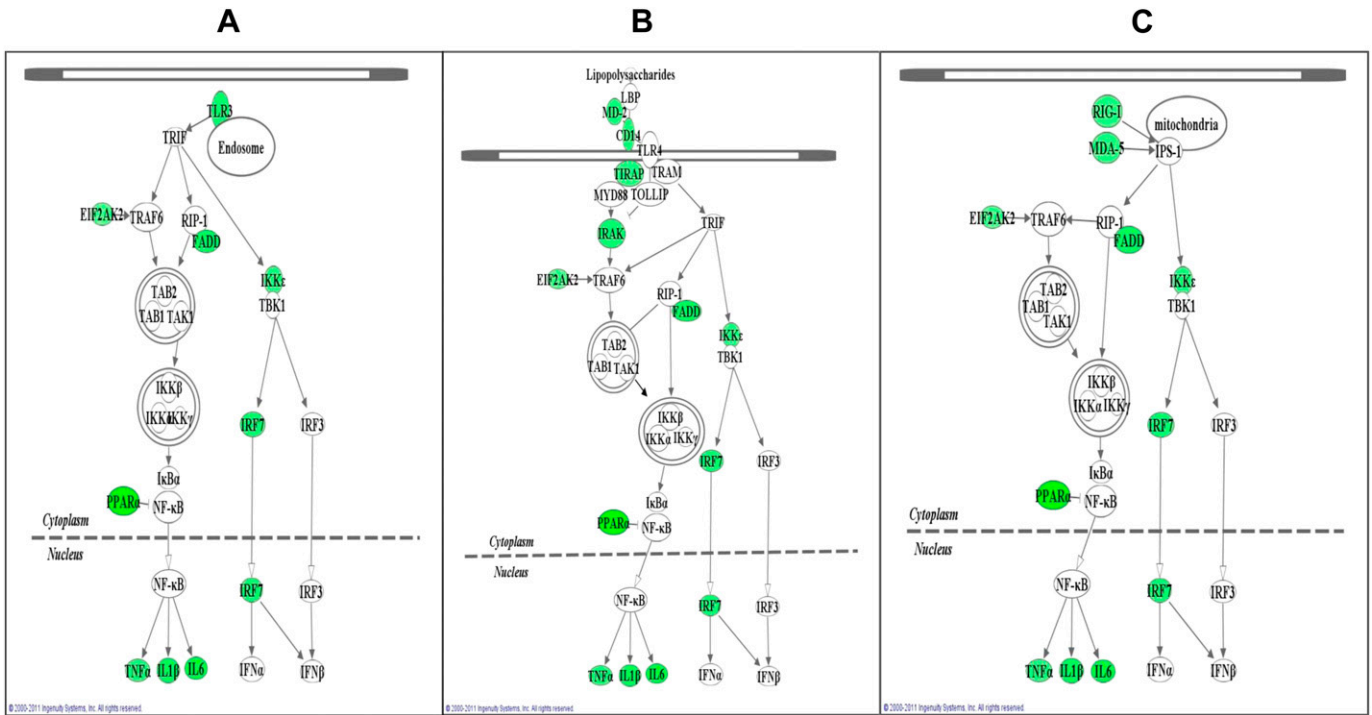 A
TLR3
TRIF
Endosome
EIF2AK2
TRAF6
RIP-1
FADD
IKKε
TBK1
TAB2
TAB1
TAK1
IKKβ
IKKα
IKKγ
IRF7
IRF3
IκBα
PPARα
NF-κB
Cytoplasm
Nucleus
NF-κB
IRF7
IRF3
TNFα
IL1β
IL6
IFNα
IFNβ
© 2000-2011 Ingenuity Systems, Inc. All rights reserved.
B
Lipopolysaccharides
LBP
MD-2
CD14
TLR4
TIRAP
TRAM
MYD88
TOLLIP
IRAK
TRIF
EIF2AK2
TRAF6
RIP-1
FADD
IKKε
TBK1
TAB2
TAB1
TAK1
IKKβ
IKKα
IKKγ
IRF7
IRF3
IκBα
PPARα
NF-κB
Cytoplasm
Nucleus
NF-κB
IRF7
IRF3
TNFα
IL1β
IL6
IFNα
IFNβ
© 2000-2011 Ingenuity Systems, Inc. All rights reserved.
C
RIG-I
mitochondria
MDA-5
IPS-1
EIF2AK2
TRAF6
RIP-1
FADD
IKKε
TBK1
TAB2
TAB1
TAK1
IKKβ
IKKα
IKKγ
IRF7
IRF3
IκBα
PPARα
NF-κB
Cytoplasm
Nucleus
NF-κB
IRF7
IRF3
TNFα
IL1β
IL6
IFNα
IFNβ
© 2000-2011 Ingenuity Systems, Inc. All rights reserved.